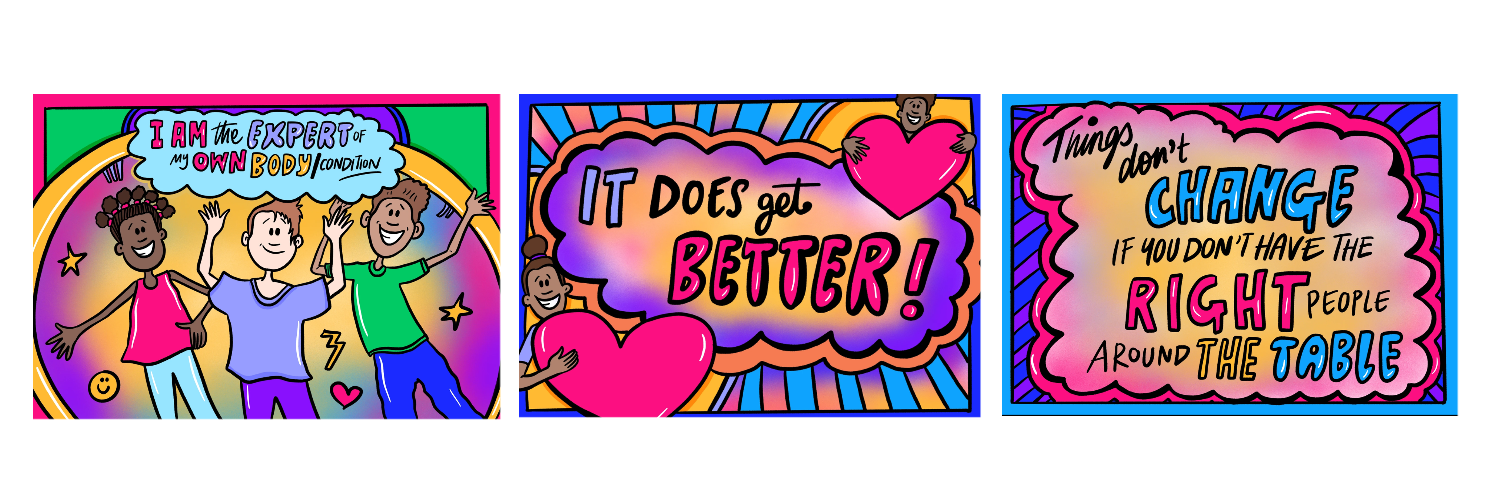 I AM the EXPERT OF
MY OWN BODY/CONDITION
IT DOES get
BETTER!
Things
don't
CHANGE
IF YOU DON'T HAVE THE
RIGHT PEOPLE
AROUND THE TABLE